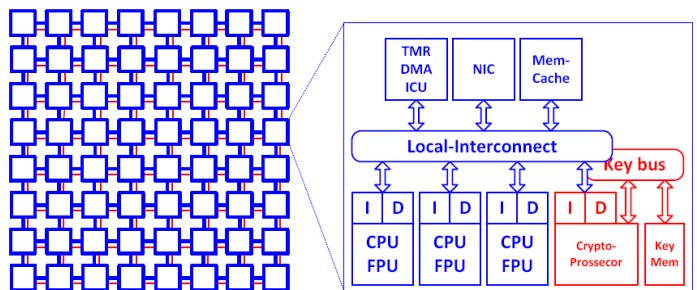 TMR
DMA
ICU
NIC
Mem-
Cache
Local-Interconnect
Key bus
I D
CPU
FPU
I D
CPU
FPU
I D
CPU
FPU
I D
Crypto-
Prossecor
Key
Mem